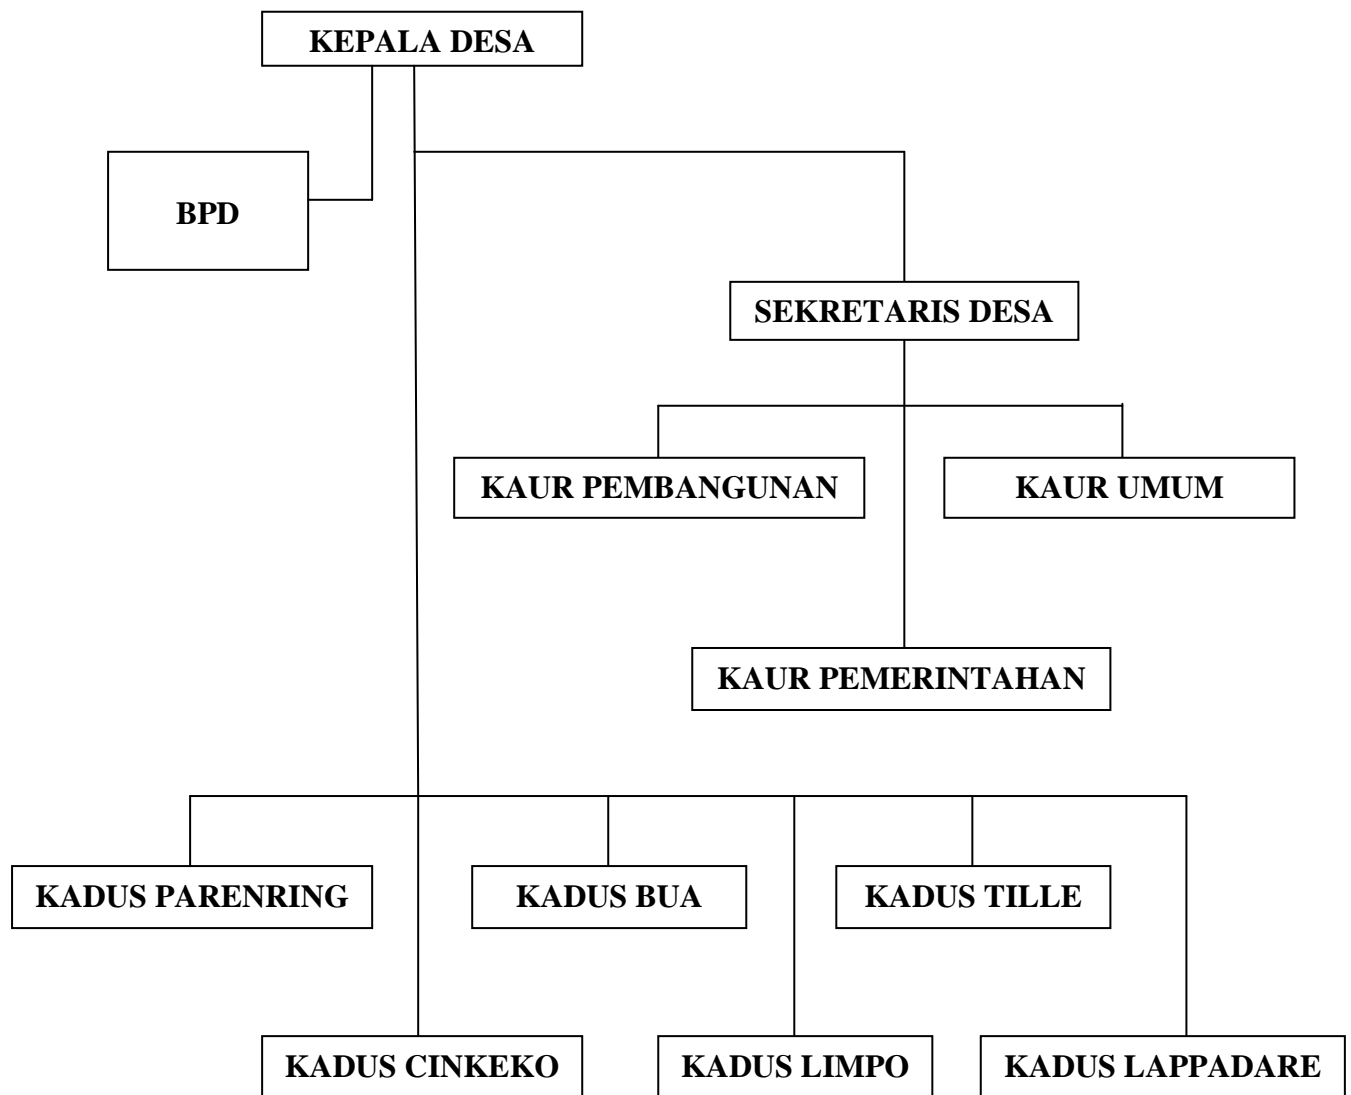 KEPALA DESA
BPD
SEKRETARIS DESA
KAUR PEMBANGUNAN
KAUR UMUM
KAUR PEMERINTAHAN
KADUS PARENRING
KADUS BUA
KADUS TILLE
KADUS CINKEKO
KADUS LIMPO
KADUS LAPPADARE